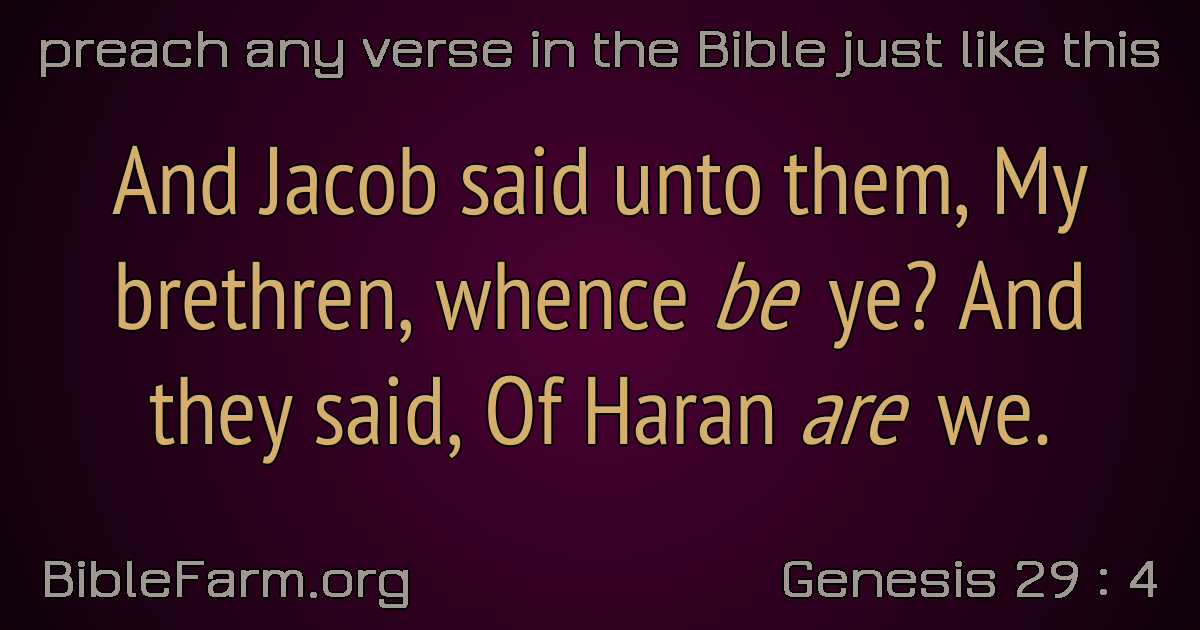 preach any verse in the Bible just like this
And Jacob said unto them, My
brethren, whence be ye? And
they said, Of Haran are we.
BibleFarm.org
Genesis 29 : 4